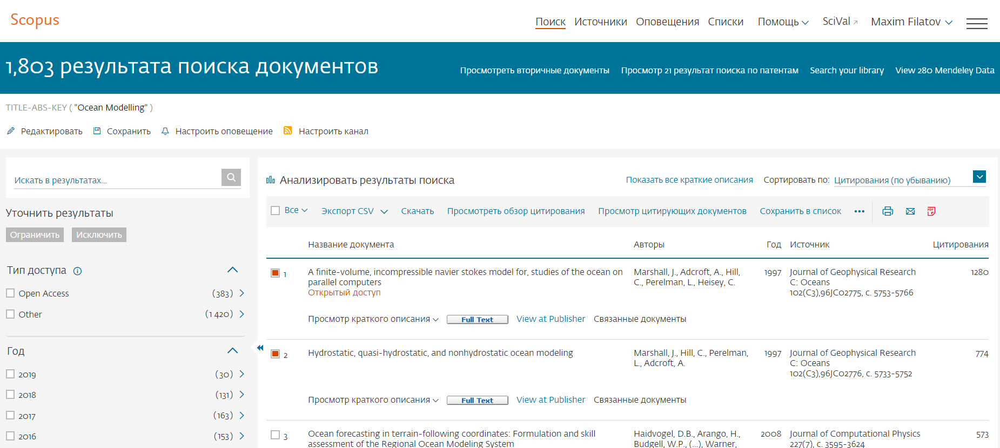 Scopus
Поиск Источники Оповещения Списки Помощь SciVal Maxim Filatov
1,803 результата поиска документов
Просмотреть вторичные документы Просмотр 21 результат поиска по патентам Search your library View 280 Mendeley Data
TITLE-ABS-KEY ( "Ocean Modelling" )
Редактировать Сохранить Настроить оповещение Настроить канал
Искать в результатах...
Уточнить результаты
Ограничить Исключить
Тип доступа
Open Access (383)
Other (1 420)
Год
2019 (30)
2018 (131)
2017 (163)
2016 (153)
Анализировать результаты поиска
Показать все краткие описания Сортировать по: Цитирования (по убыванию)
Все Экспорт CSV Скачать Просмотреть обзор цитирования Просмотр цитирующих документов Сохранить в список ••• PDF
Название документа Авторы Год Источник Цитирования
1 A finite-volume, incompressible navier stokes model for, studies of the ocean on Marshall, J., Adcroft, A., Hill, 1997 Journal of Geophysical Research 1280
parallel computers C., Perelman, L., Heisey, C. C: Oceans
Открытый доступ 102(C3),96JC02775, с. 5753-5766
Просмотр краткого описания Full Text View at Publisher Связанные документы
2 Hydrostatic, quasi-hydrostatic, and nonhydrostatic ocean modeling Marshall, J., Hill, C., Perelman, 1997 Journal of Geophysical Research 774
L., Adcroft, A. C: Oceans
102(C3),96JC02776, с. 5733-5752
Просмотр краткого описания Full Text View at Publisher Связанные документы
3 Ocean forecasting in terrain-following coordinates: Formulation and skill Haidvogel, D.B., Arango, H., 2008 Journal of Computational Physics 573
assessment of the Regional Ocean Modeling System Budgell, W.P., (...), Warner, 227(7), с. 3595-3624